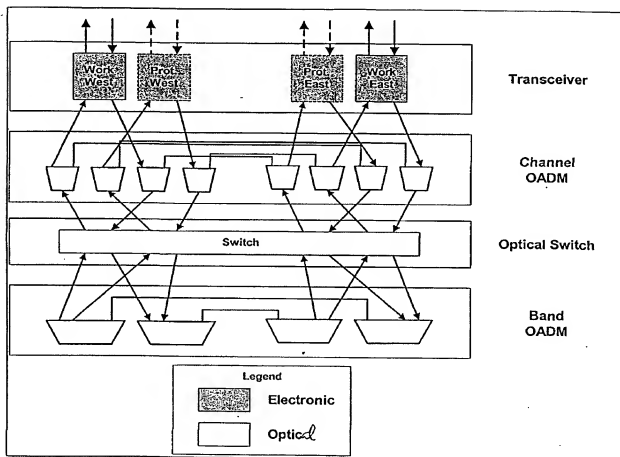 Work West
Prot West
Prot East
Work East
Transceiver
Channel OADM
Switch
Optical Switch
Band OADM
Legend
Electronic
Optical